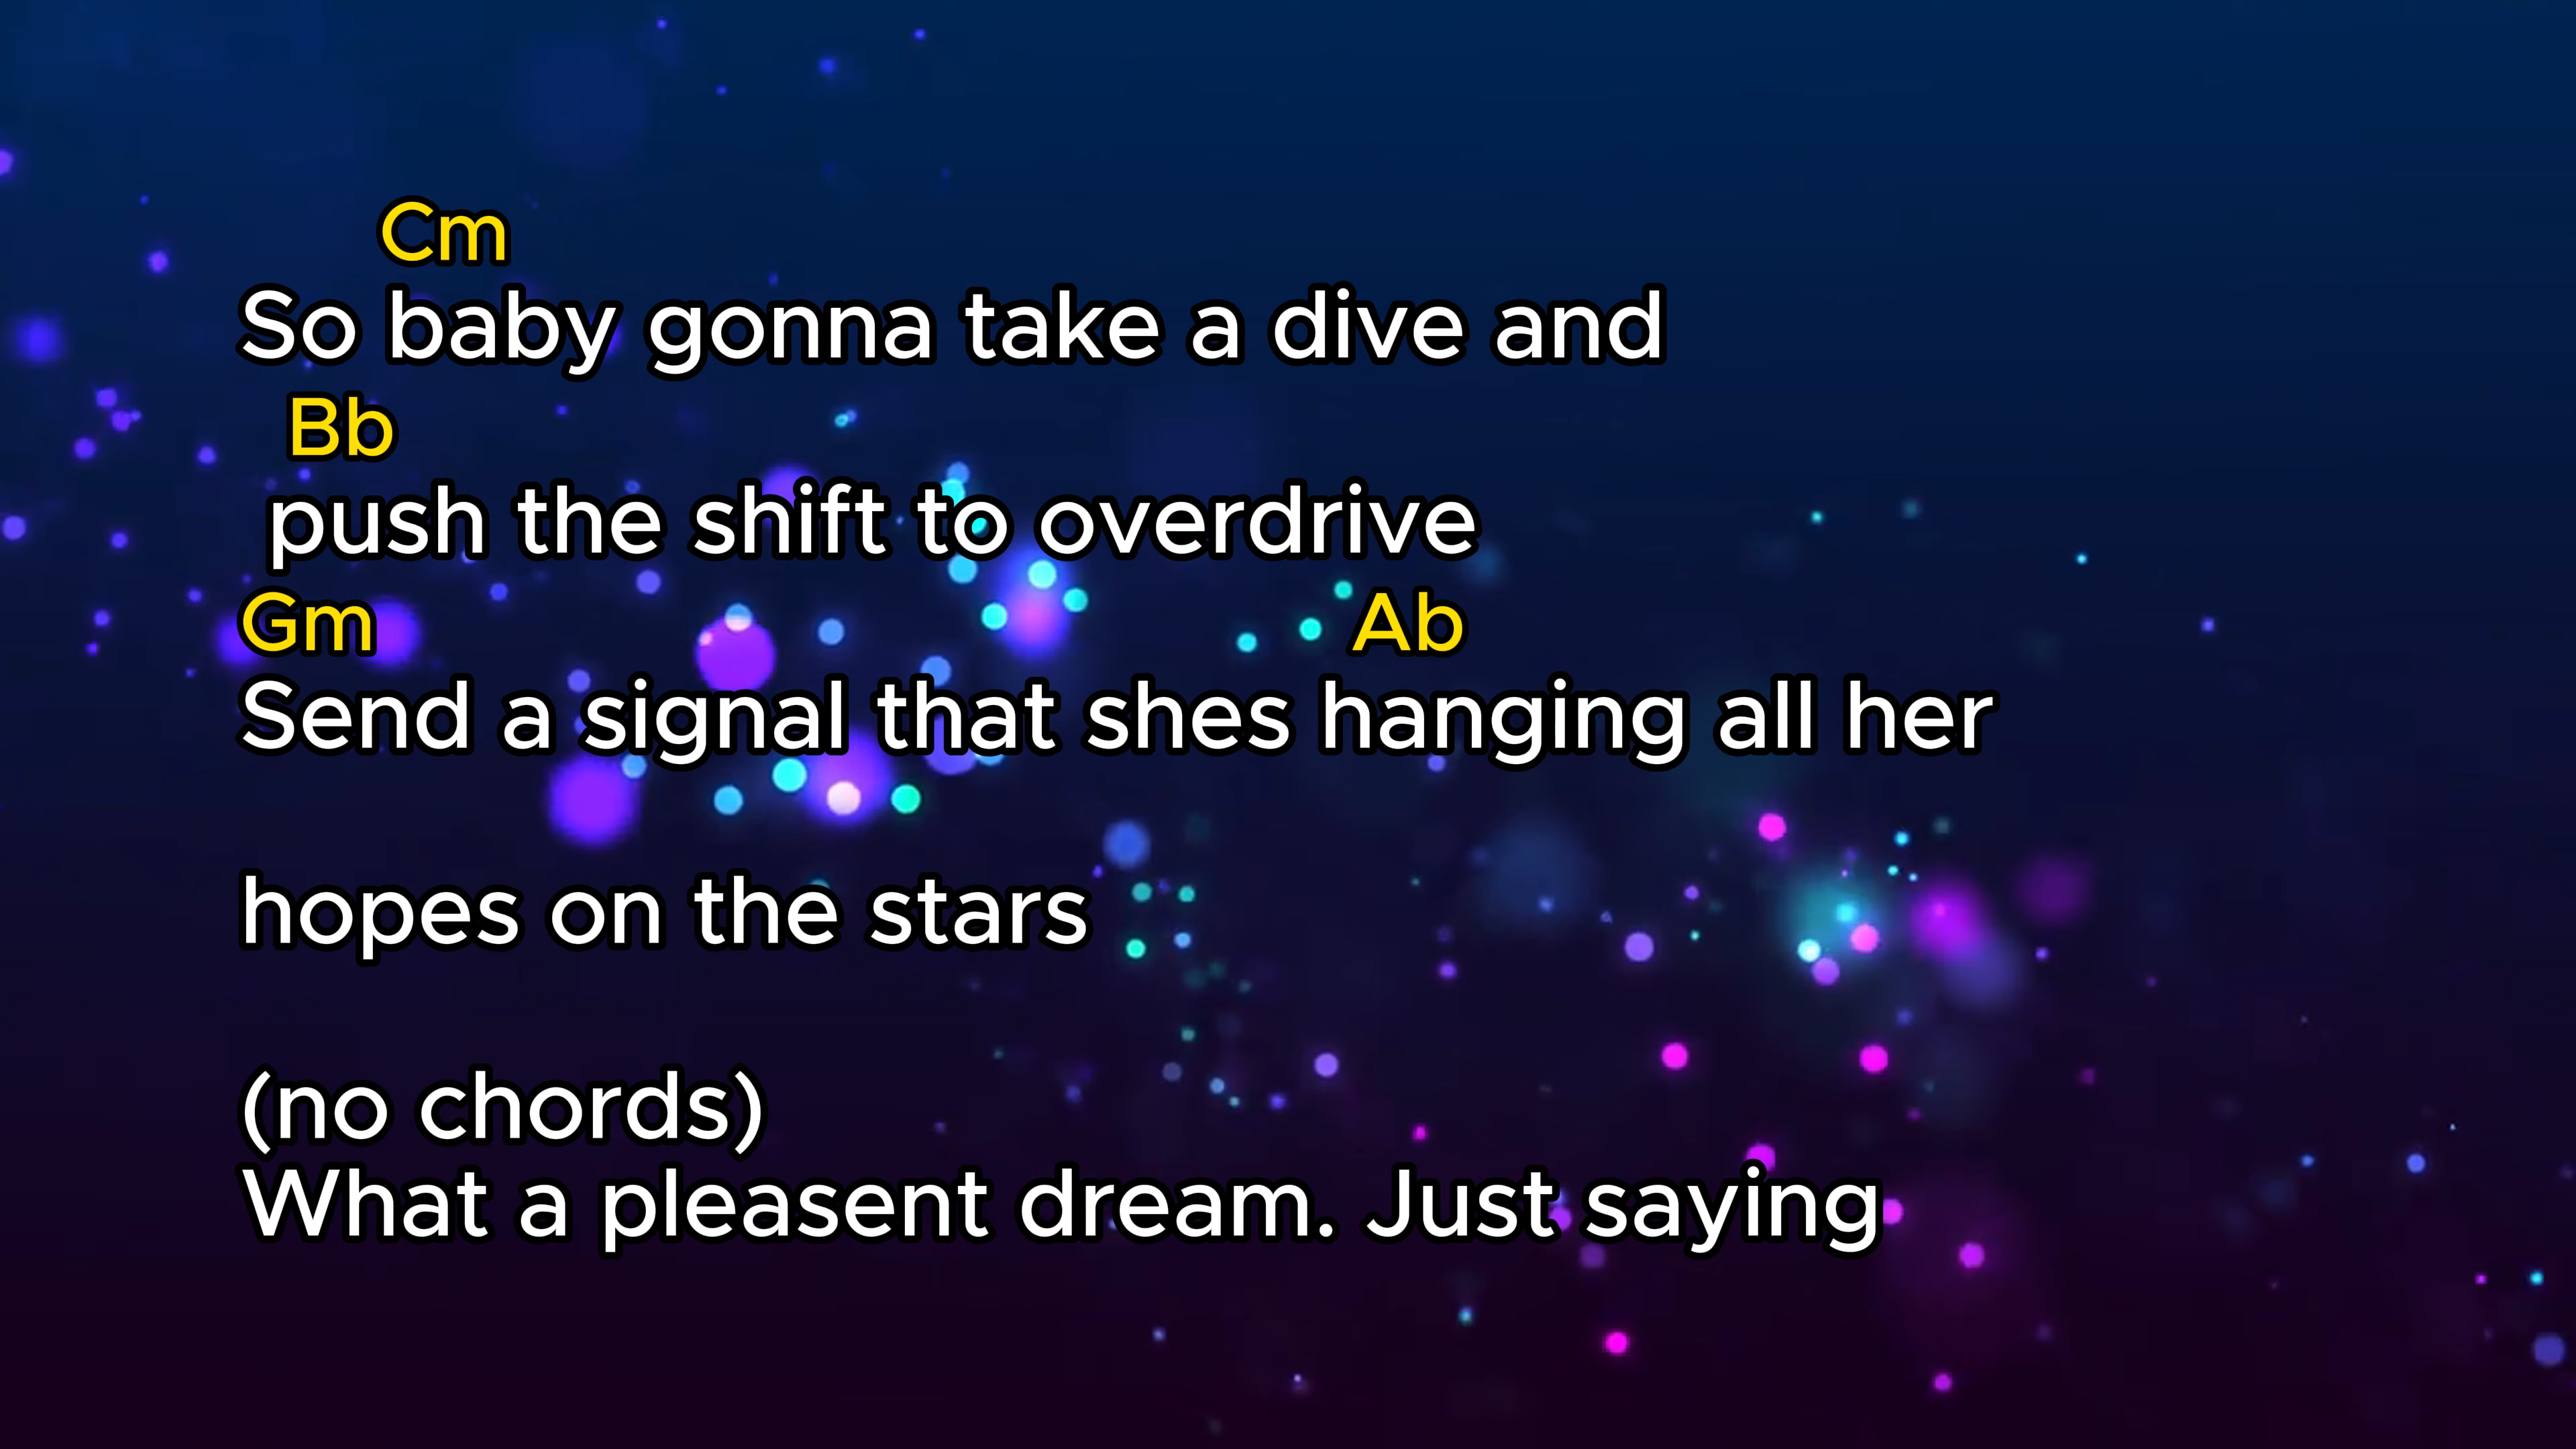 Cm
So baby gonna take a dive and
Bb
push the shift to overdrive
Gm Ab
Send a signal that shes hanging all her
hopes on the stars
(no chords)
What a pleasent dream. Just saying